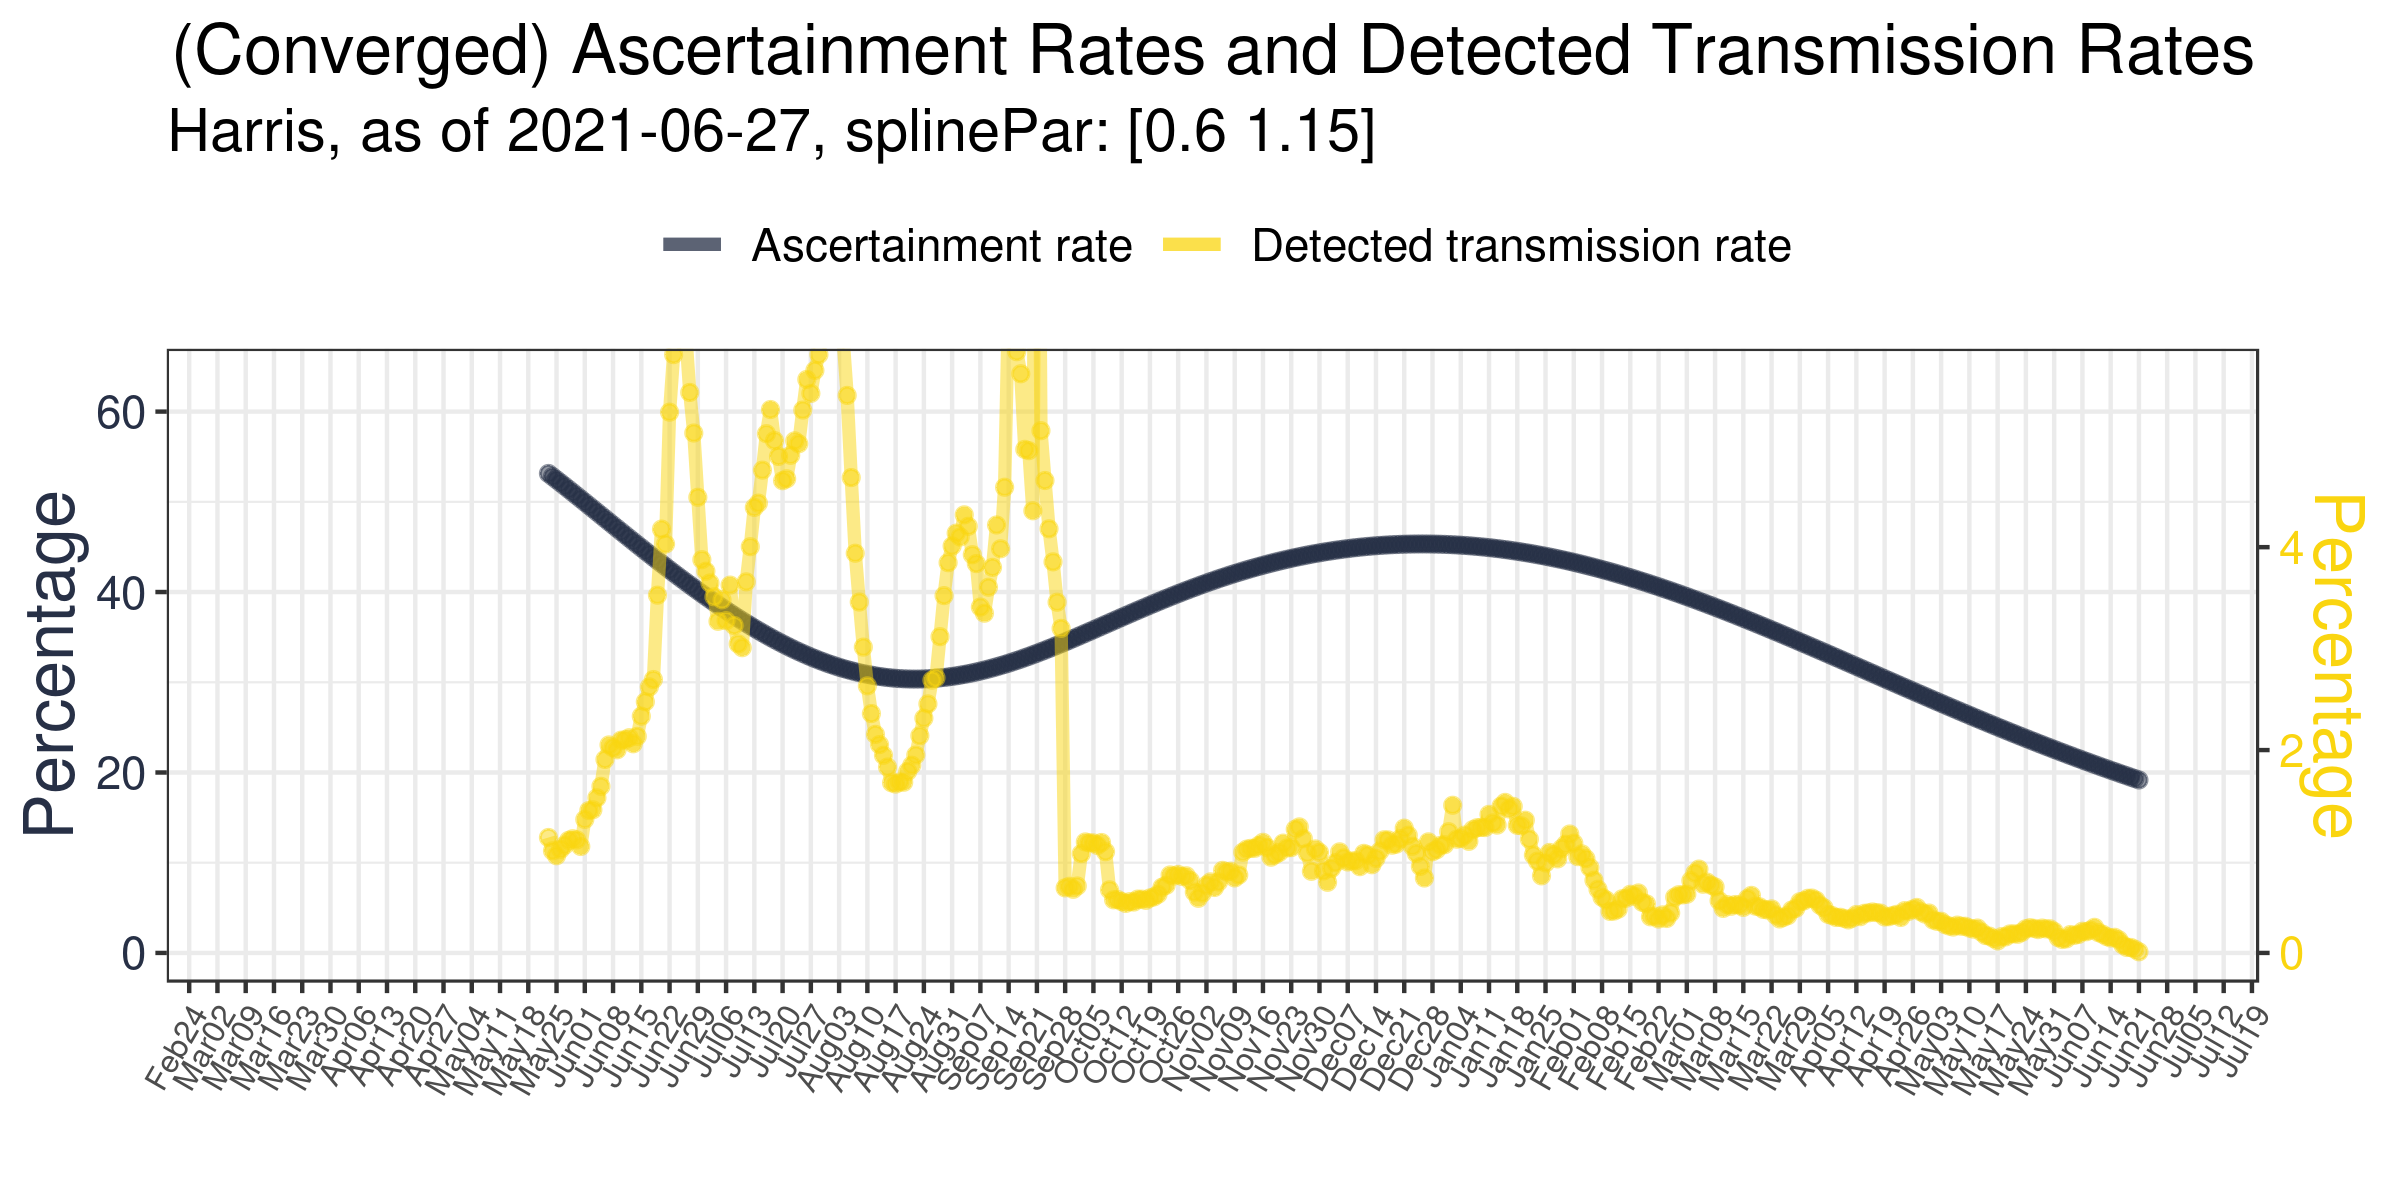 (Converged) Ascertainment Rates and Detected Transmission Rates
Harris, as of 2021-06-27, splinePar: [0.6 1.15]
Ascertainment rate
Detected transmission rate
Percentage
60
40
20
0
4
2
0
Percentage
Feb24
Mar02
Mar09
Mar16
Mar23
Mar30
Apr06
Apr13
Apr20
Apr27
May04
May11
May18
May25
Jun01
Jun08
Jun15
Jun22
Jun29
Jul06
Jul13
Jul20
Jul27
Aug03
Aug10
Aug17
Aug24
Aug31
Sep07
Sep14
Sep21
Sep28
Oct05
Oct12
Oct19
Oct26
Nov02
Nov09
Nov16
Nov23
Nov30
Dec07
Dec14
Dec21
Dec28
Jan04
Jan11
Jan18
Jan25
Feb01
Feb08
Feb15
Feb22
Mar01
Mar08
Mar15
Mar22
Mar29
Apr05
Apr12
Apr19
Apr26
May03
May10
May17
May24
May31
Jun07
Jun14
Jun21
Jun28
Jul05
Jul12
Jul19